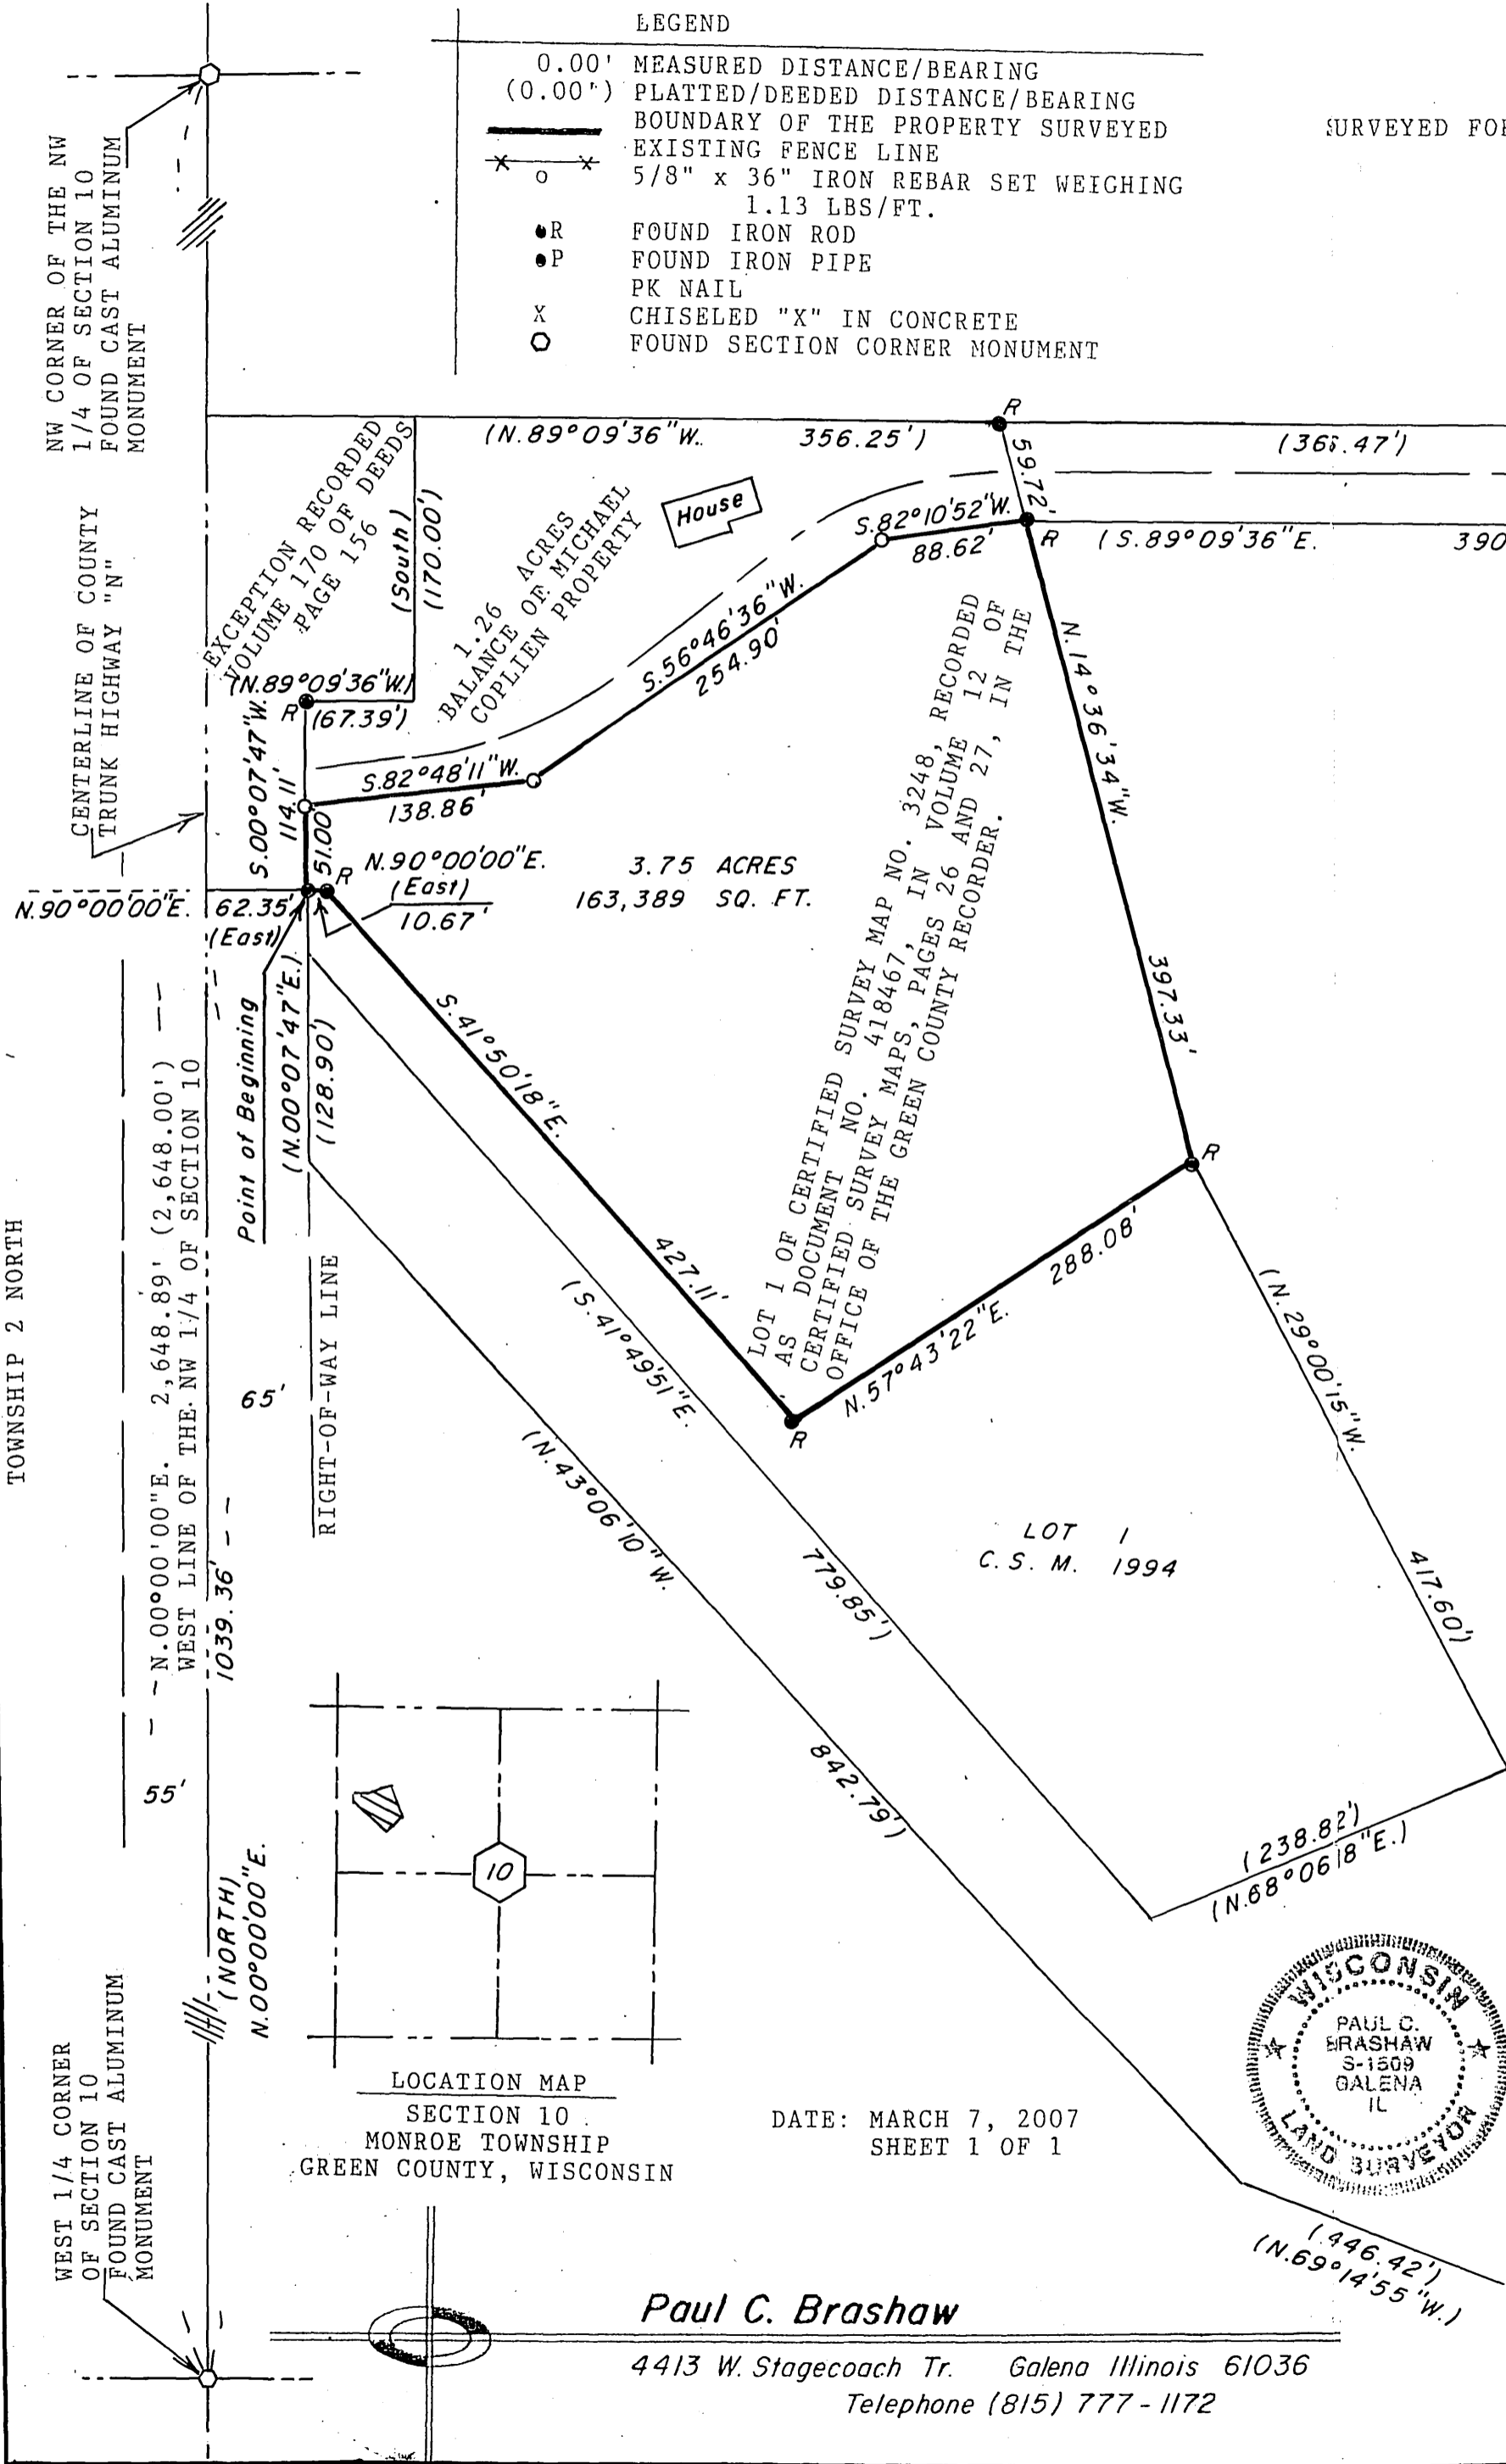 LEGEND
0.00' MEASURED DISTANCE/BEARING
(0.00') PLATTED/DEEDED DISTANCE/BEARING
BOUNDARY OF THE PROPERTY SURVEYED
EXISTING FENCE LINE
o 5/8" x 36" IRON REBAR SET WEIGHING
1.13 LBS/FT.
R FOUND IRON ROD
P FOUND IRON PIPE
PK NAIL
X CHISELED "X" IN CONCRETE
FOUND SECTION CORNER MONUMENT
SURVEYED FOR
NW CORNER OF THE NW
1/4 OF SECTION 10
FOUND CAST ALUMINUM
MONUMENT
R
(N.89°09'36"W. 356.25')
59.72'
EXCEPTION RECORDED
VOLUME 170 OF DEEDS
PAGE 156
(South)
(170.00')
1.26 ACRES
BALANCE OF MICHAEL
COPLIEN PROPERTY
House
S.82°10'52"W.
88.62'
R
(S.89°09'36"E. 390
CENTERLINE OF COUNTY
TRUNK HIGHWAY "N"
(N.89°09'36"W.)
R (67.39')
S.56°46'36"W.
254.90'
S.00°07'47"W.
114.11'
51.00'
S.82°48'11"W.
138.86'
N.14°36'34"W.
397.33'
N.90°00'00"E.
62.35'
(East)
R
N.90°00'00"E.
(East)
10.67'
3.75 ACRES
163,389 SQ. FT.
LOT 1 OF CERTIFIED SURVEY MAP NO. 3248, RECORDED
AS DOCUMENT NO. 418467, IN VOLUME 12 OF
CERTIFIED SURVEY MAPS, PAGES 26 AND 27, IN THE
OFFICE OF THE GREEN COUNTY RECORDER.
Point of Beginning
(N.00°07'47"E.)
(128.90')
S.41°50'18"E.
427.11'
R
N.57°43'22"E.
288.08'
R
N.00°00'00"E. 2,648.89' (2,648.00')
WEST LINE OF THE NW 1/4 OF SECTION 10
1039.36'
TOWNSHIP 2 NORTH
65'
RIGHT-OF-WAY LINE
(S.41°49'51"E.
779.85')
(N.43°06'10"W.
842.79')
(N.29°00'15"W.
417.60')
LOT 1
C. S. M. 1994
55'
(238.82')
(N.68°06'18"E.)
(NORTH)
N.00°00'00"E.
10
LOCATION MAP
SECTION 10
MONROE TOWNSHIP
GREEN COUNTY, WISCONSIN
DATE: MARCH 7, 2007
SHEET 1 OF 1
WISCONSIN
PAUL C.
BRASHAW
S-1509
GALENA
IL
LAND SURVEYOR
WEST 1/4 CORNER
OF SECTION 10
FOUND CAST ALUMINUM
MONUMENT
(446.42')
(N.69°14'55"W.)
Paul C. Brashaw
4413 W. Stagecoach Tr. Galena Illinois 61036
Telephone (815) 777-1172